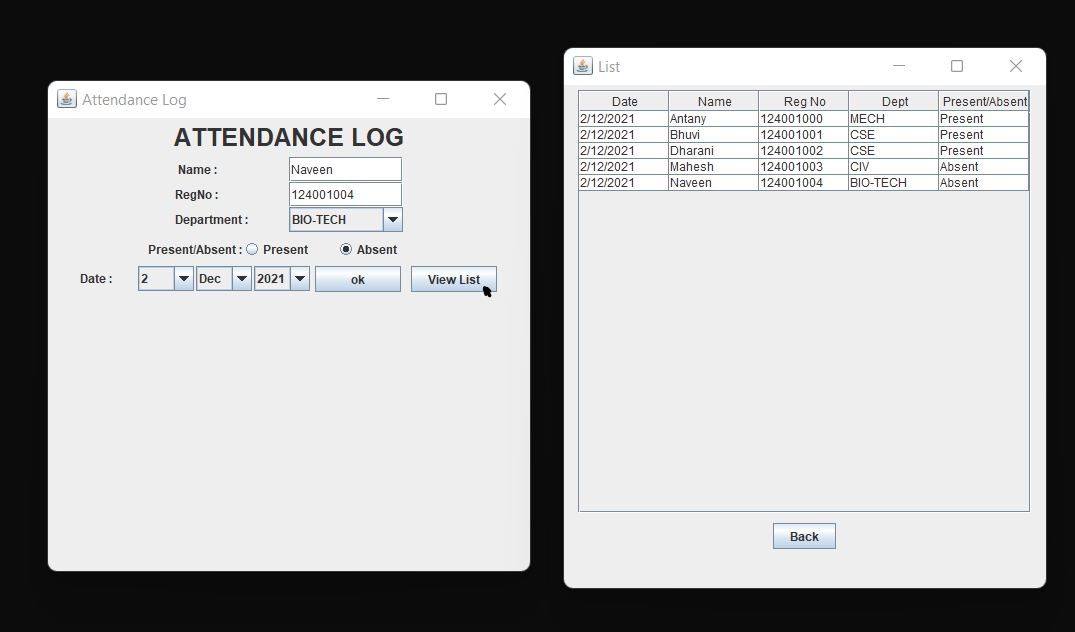 Attendance Log
ATTENDANCE LOG
Name : Naveen
RegNo : 124001004
Department : BIO-TECH
Present/Absent : Present Absent
Date : 2 Dec 2021 ok View List
List
Date Name Reg No Dept Present/Absent
2/12/2021 Antany 124001000 MECH Present
2/12/2021 Bhuvi 124001001 CSE Present
2/12/2021 Dharani 124001002 CSE Present
2/12/2021 Mahesh 124001003 CIV Absent
2/12/2021 Naveen 124001004 BIO-TECH Absent
Back